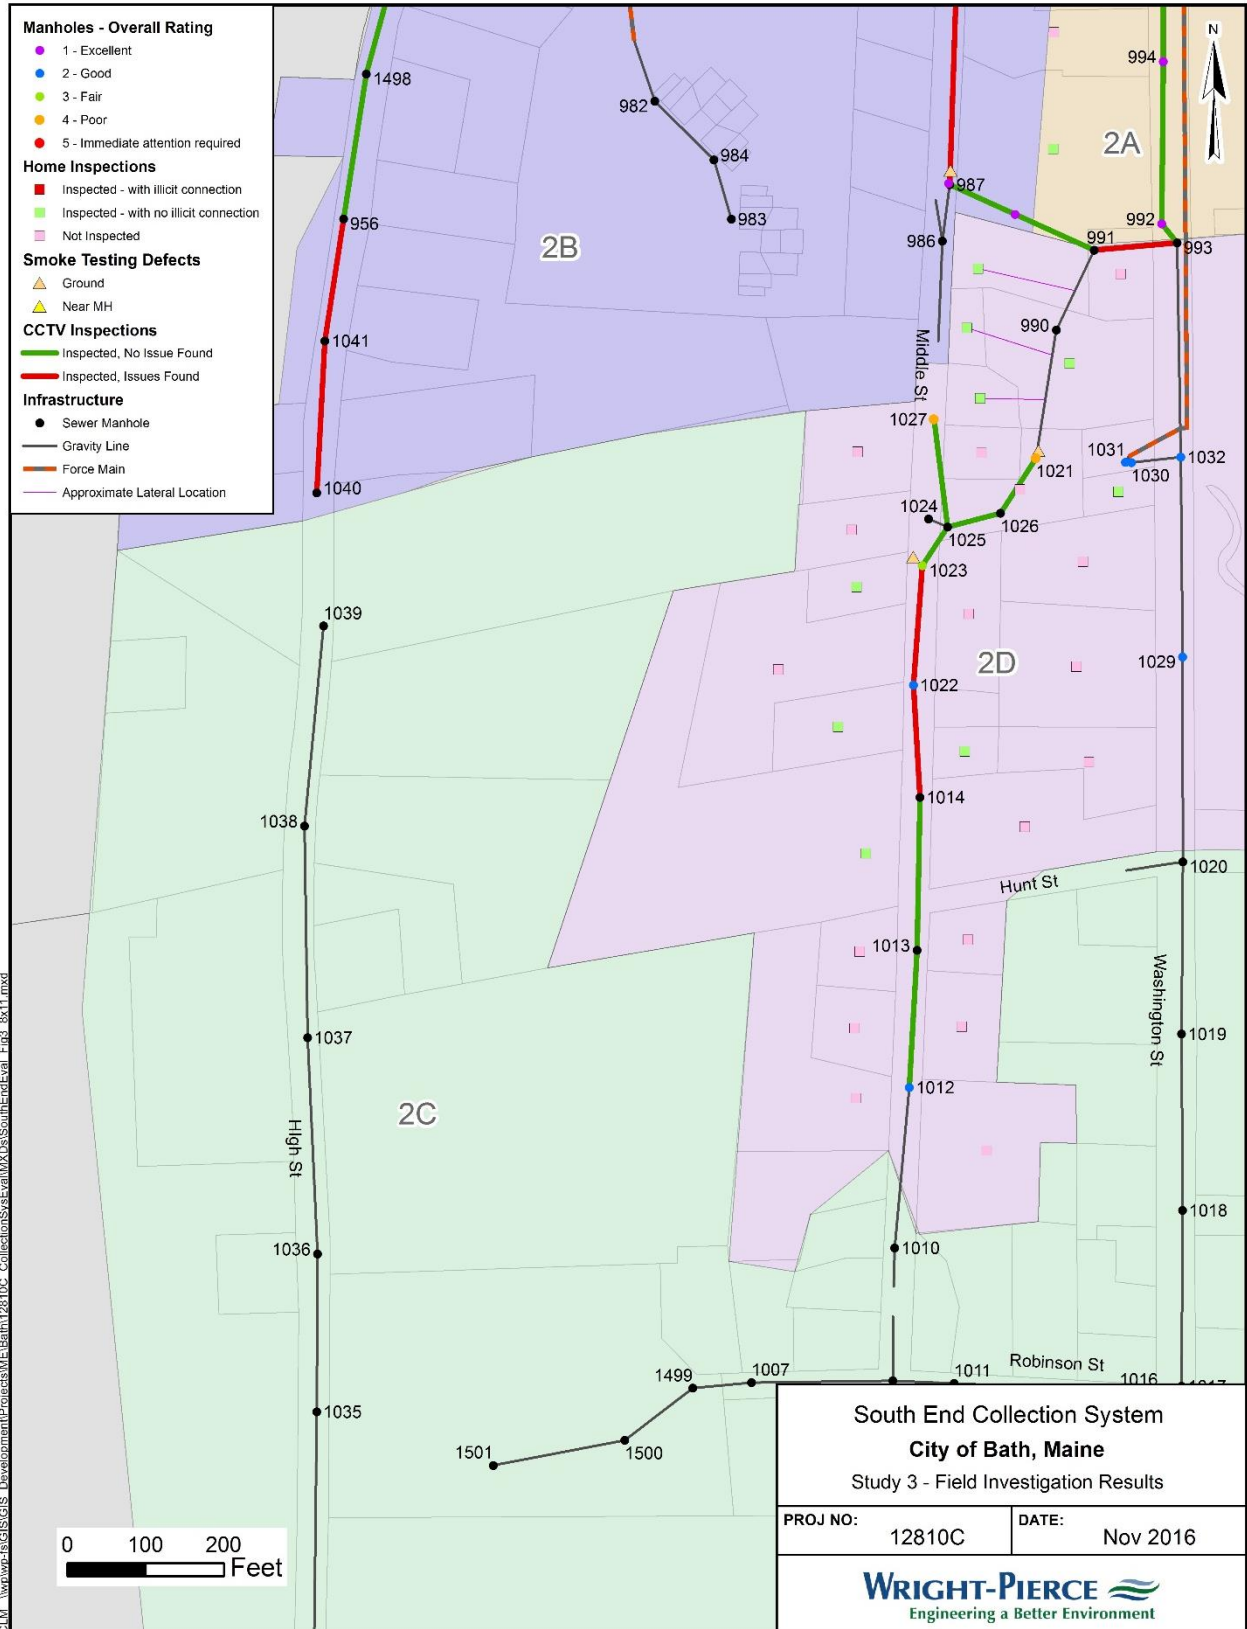 Manholes - Overall Rating
1 - Excellent
2 - Good
3 - Fair
4 - Poor
5 - Immediate attention required
Home Inspections
Inspected - with illicit connection
Inspected - with no illicit connection
Not Inspected
Smoke Testing Defects
Ground
Near MH
CCTV Inspections
Inspected, No Issue Found
Inspected, Issues Found
Infrastructure
Sewer Manhole
Gravity Line
Force Main
Approximate Lateral Location
N
1498
982
994
984
2A
987
956
983
992
2B
986
991
993
1041
990
Middle St
1027
1031
1032
1021
1030
1040
1024
1026
1025
1023
1039
1029
2D
1022
1014
1038
1020
Hunt St
1013
Washington St
1019
1037
1012
2C
High St
1018
1036
1010
Robinson St
1499
1007
1011
1016
1017
1035
1501
1500
South End Collection System
City of Bath, Maine
Study 3 - Field Investigation Results
PROJ NO:
12810C
DATE:
Nov 2016
WRIGHT-PIERCE
Engineering a Better Environment
0 100 200
Feet